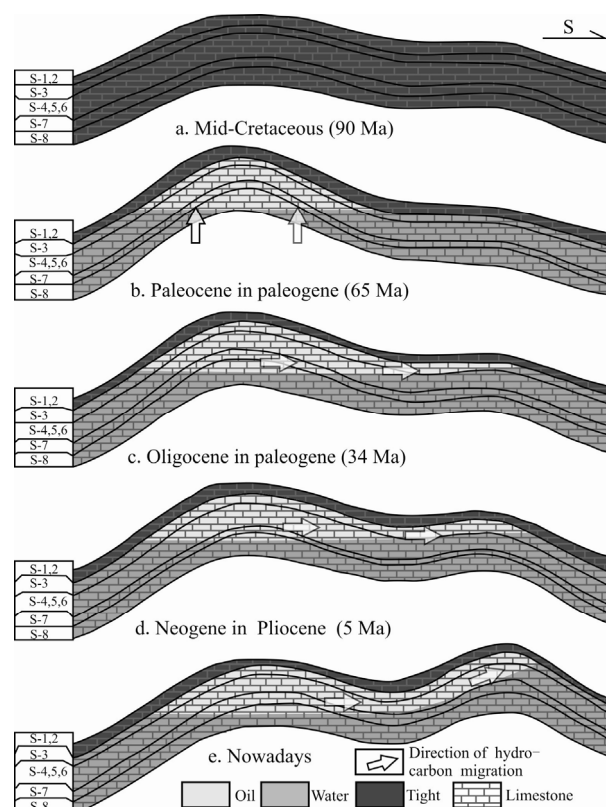 S
S-1,2
S-3
S-4,5,6
S-7
S-8
a. Mid-Cretaceous (90 Ma)
S-1,2
S-3
S-4,5,6
S-7
S-8
b. Paleocene in paleogene (65 Ma)
S-1,2
S-3
S-4,5,6
S-7
S-8
c. Oligocene in paleogene (34 Ma)
S-1,2
S-3
S-4,5,6
S-7
S-8
d. Neogene in Pliocene (5 Ma)
S-1,2
S-3
S-4,5,6
S-7
S-8
e. Nowadays
Direction of hydro-
carbon migration
Oil Water Tight Limestone